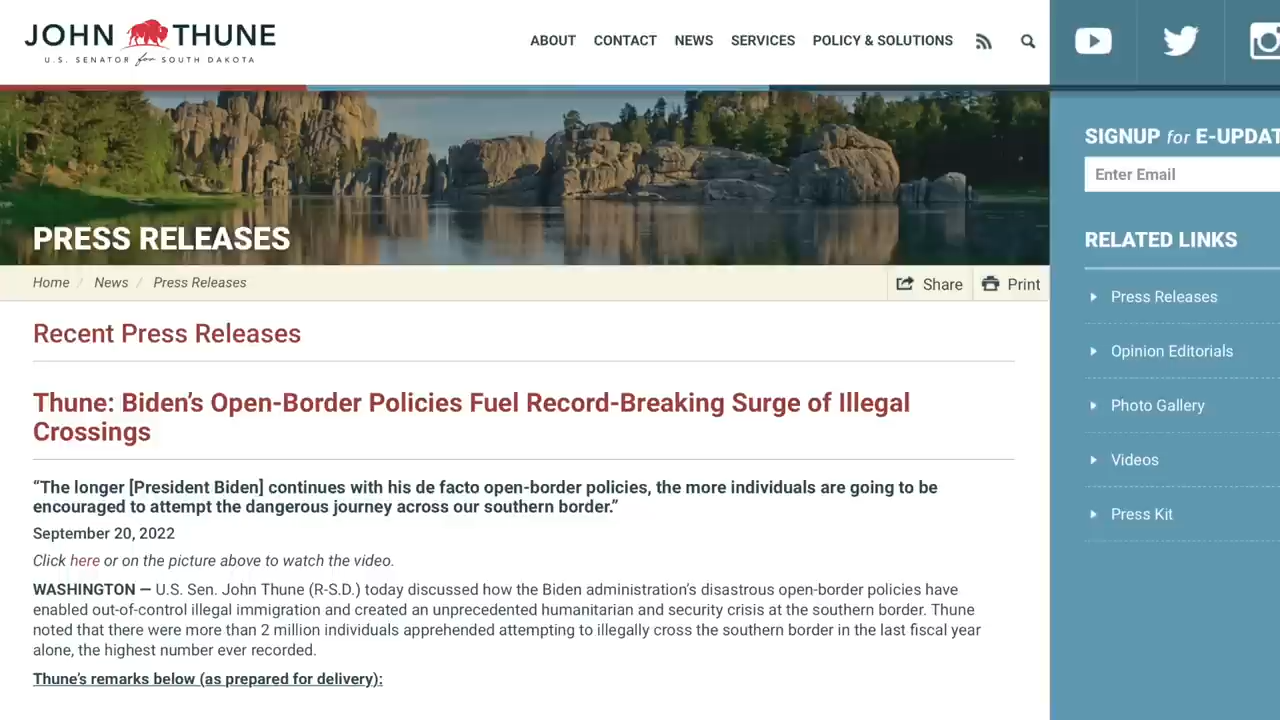 JOHN THUNE
U.S. SENATOR for SOUTH DAKOTA
ABOUT CONTACT NEWS SERVICES POLICY & SOLUTIONS
SIGNUP for E-UPDAT
Enter Email
PRESS RELEASES
RELATED LINKS
Home / News / Press Releases
Share Print
Press Releases
Opinion Editorials
Photo Gallery
Videos
Press Kit
Recent Press Releases
Thune: Biden’s Open-Border Policies Fuel Record-Breaking Surge of Illegal
Crossings
“The longer [President Biden] continues with his de facto open-border policies, the more individuals are going to be
encouraged to attempt the dangerous journey across our southern border.”
September 20, 2022
Click here or on the picture above to watch the video.
WASHINGTON — U.S. Sen. John Thune (R-S.D.) today discussed how the Biden administration’s disastrous open-border policies have
enabled out-of-control illegal immigration and created an unprecedented humanitarian and security crisis at the southern border. Thune
noted that there were more than 2 million individuals apprehended attempting to illegally cross the southern border in the last fiscal year
alone, the highest number ever recorded.
Thune’s remarks below (as prepared for delivery):